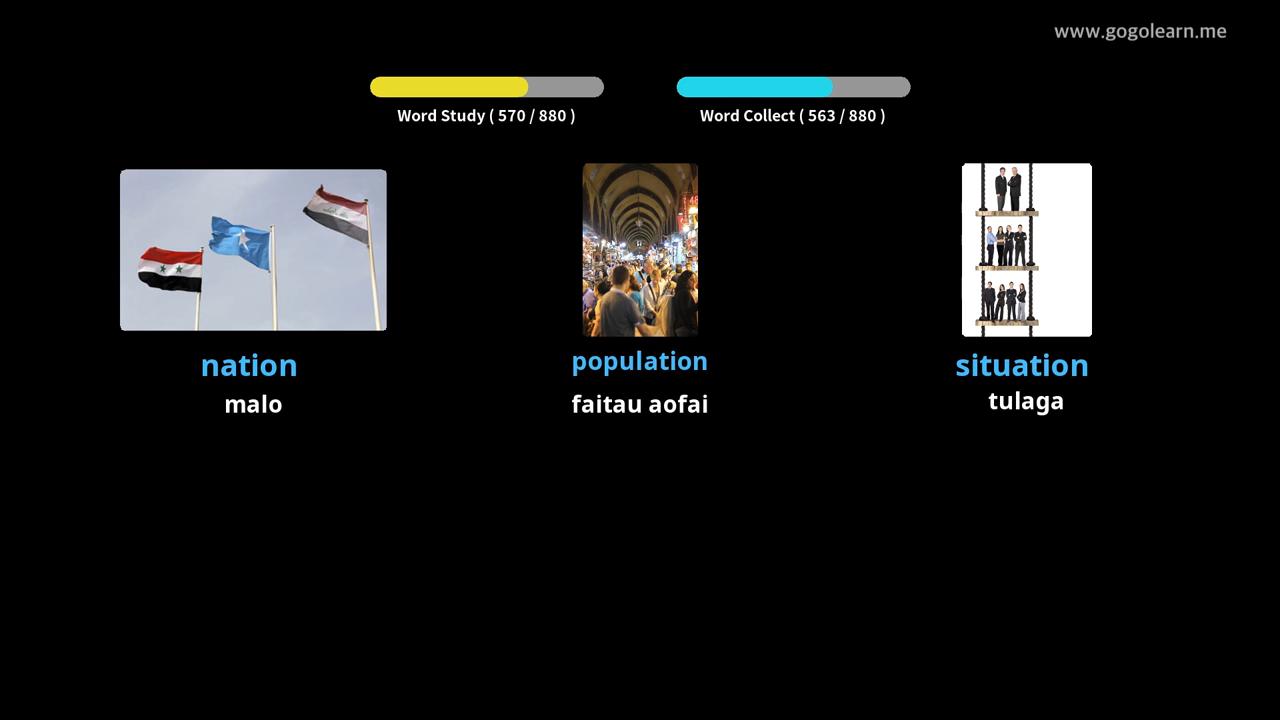 www.gogolearn.me
Word Study ( 570 / 880 )
Word Collect ( 563 / 880 )
nation
malo
population
faitau aofai
situation
tulaga